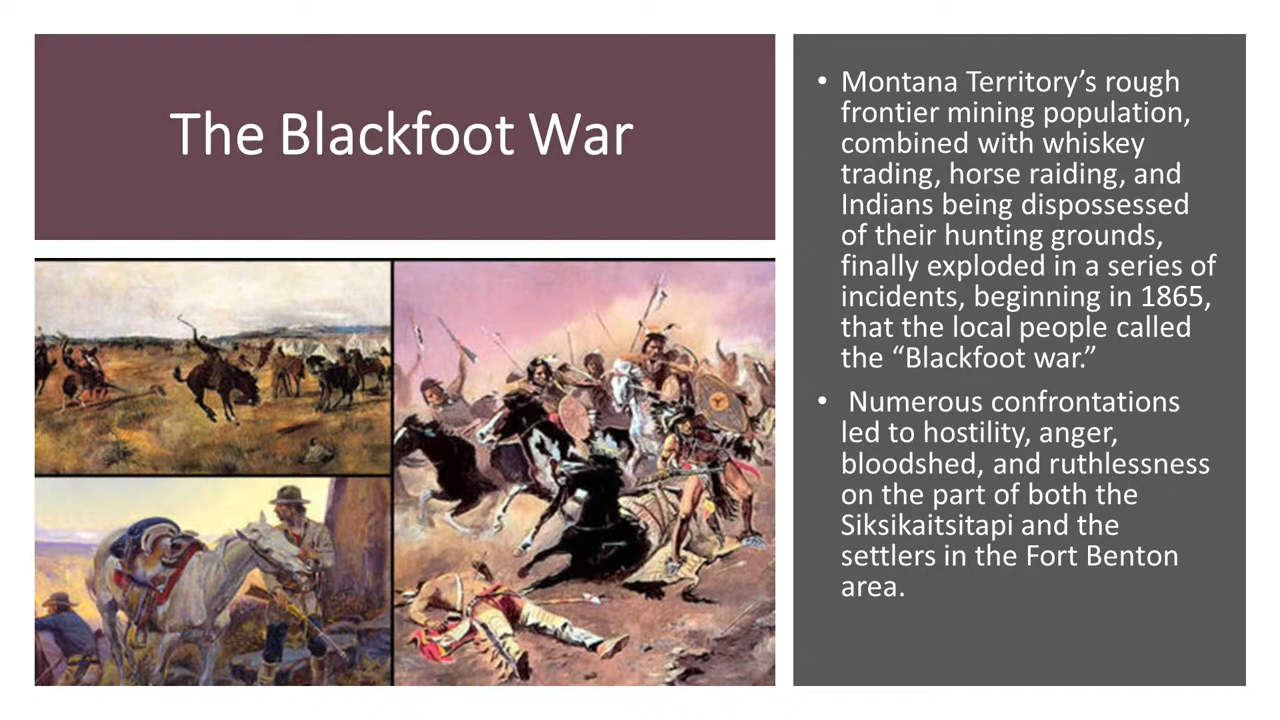 The Blackfoot War
• Montana Territory’s rough
frontier mining population,
combined with whiskey
trading, horse raiding, and
Indians being dispossessed
of their hunting grounds,
finally exploded in a series of
incidents, beginning in 1865,
that the local people called
the “Blackfoot war.”
• Numerous confrontations
led to hostility, anger,
bloodshed, and ruthlessness
on the part of both the
Siksikaitsitapi and the
settlers in the Fort Benton
area.